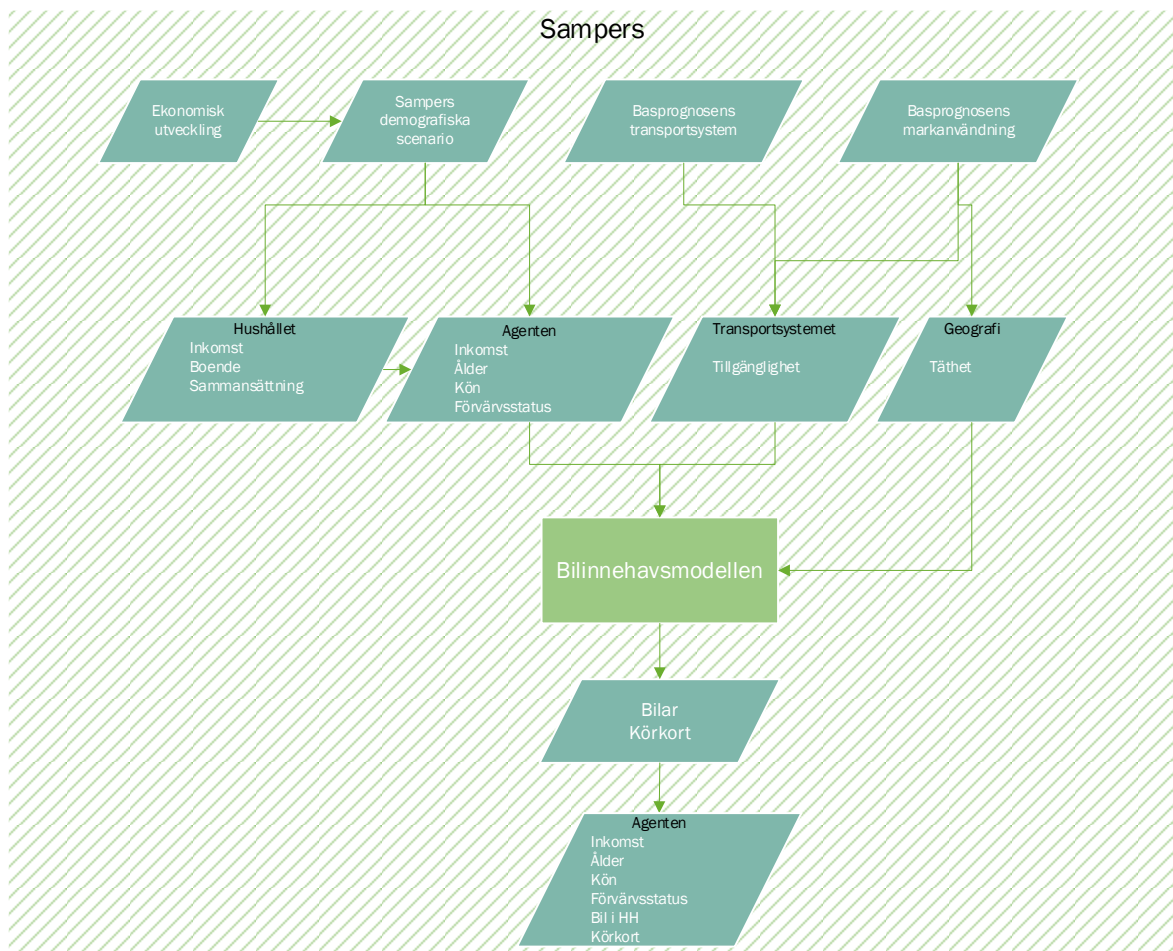 Sampers
Ekonomisk
utveckling
Sampers
demografiska
scenario
Basprognosens
transportsystem
Basprognosens
markanvändning
Hushållet
Inkomst
Boende
Sammansättning
Agenten
Inkomst
Ålder
Kön
Förvärvsstatus
Transportsystemet
Tillgänglighet
Geografi
Täthet
Bilinnehavsmodellen
Bilar
Körkort
Agenten
Inkomst
Ålder
Kön
Förvärvsstatus
Bil i HH
Körkort